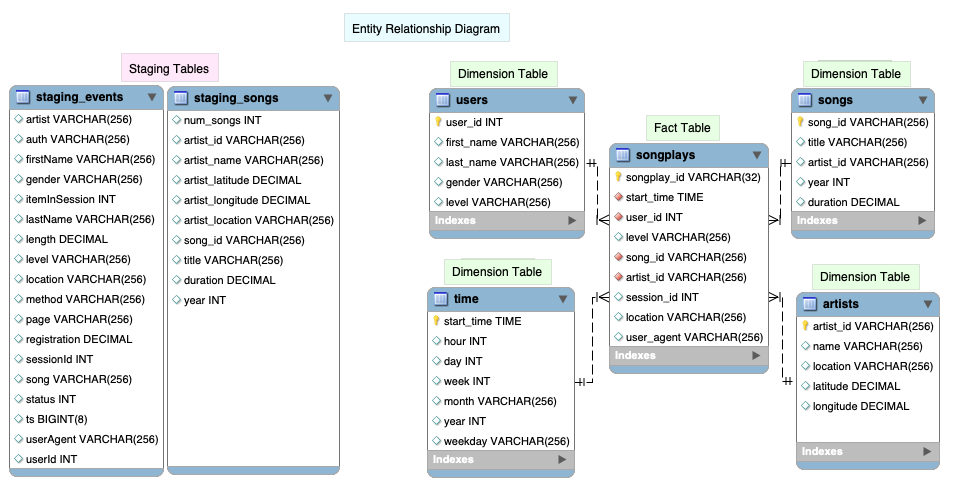 Entity Relationship Diagram
Staging Tables
staging_events
artist VARCHAR(256)
auth VARCHAR(256)
firstName VARCHAR(256)
gender VARCHAR(256)
itemInSession INT
lastName VARCHAR(256)
length DECIMAL
level VARCHAR(256)
location VARCHAR(256)
method VARCHAR(256)
page VARCHAR(256)
registration DECIMAL
sessionId INT
song VARCHAR(256)
status INT
ts BIGINT(8)
userAgent VARCHAR(256)
userId INT
staging_songs
num_songs INT
artist_id VARCHAR(256)
artist_name VARCHAR(256)
artist_latitude DECIMAL
artist_longitude DECIMAL
artist_location VARCHAR(256)
song_id VARCHAR(256)
title VARCHAR(256)
duration DECIMAL
year INT
Dimension Table
users
user_id INT
first_name VARCHAR(256)
last_name VARCHAR(256)
gender VARCHAR(256)
level VARCHAR(256)
Indexes
Dimension Table
time
start_time TIME
hour INT
day INT
week INT
month VARCHAR(256)
year INT
weekday VARCHAR(256)
Indexes
Fact Table
songplays
songplay_id VARCHAR(32)
start_time TIME
user_id INT
level VARCHAR(256)
song_id VARCHAR(256)
artist_id VARCHAR(256)
session_id INT
location VARCHAR(256)
user_agent VARCHAR(256)
Indexes
Dimension Table
songs
song_id VARCHAR(256)
title VARCHAR(256)
artist_id VARCHAR(256)
year INT
duration DECIMAL
Indexes
Dimension Table
artists
artist_id VARCHAR(256)
name VARCHAR(256)
location VARCHAR(256)
latitude DECIMAL
longitude DECIMAL
Indexes